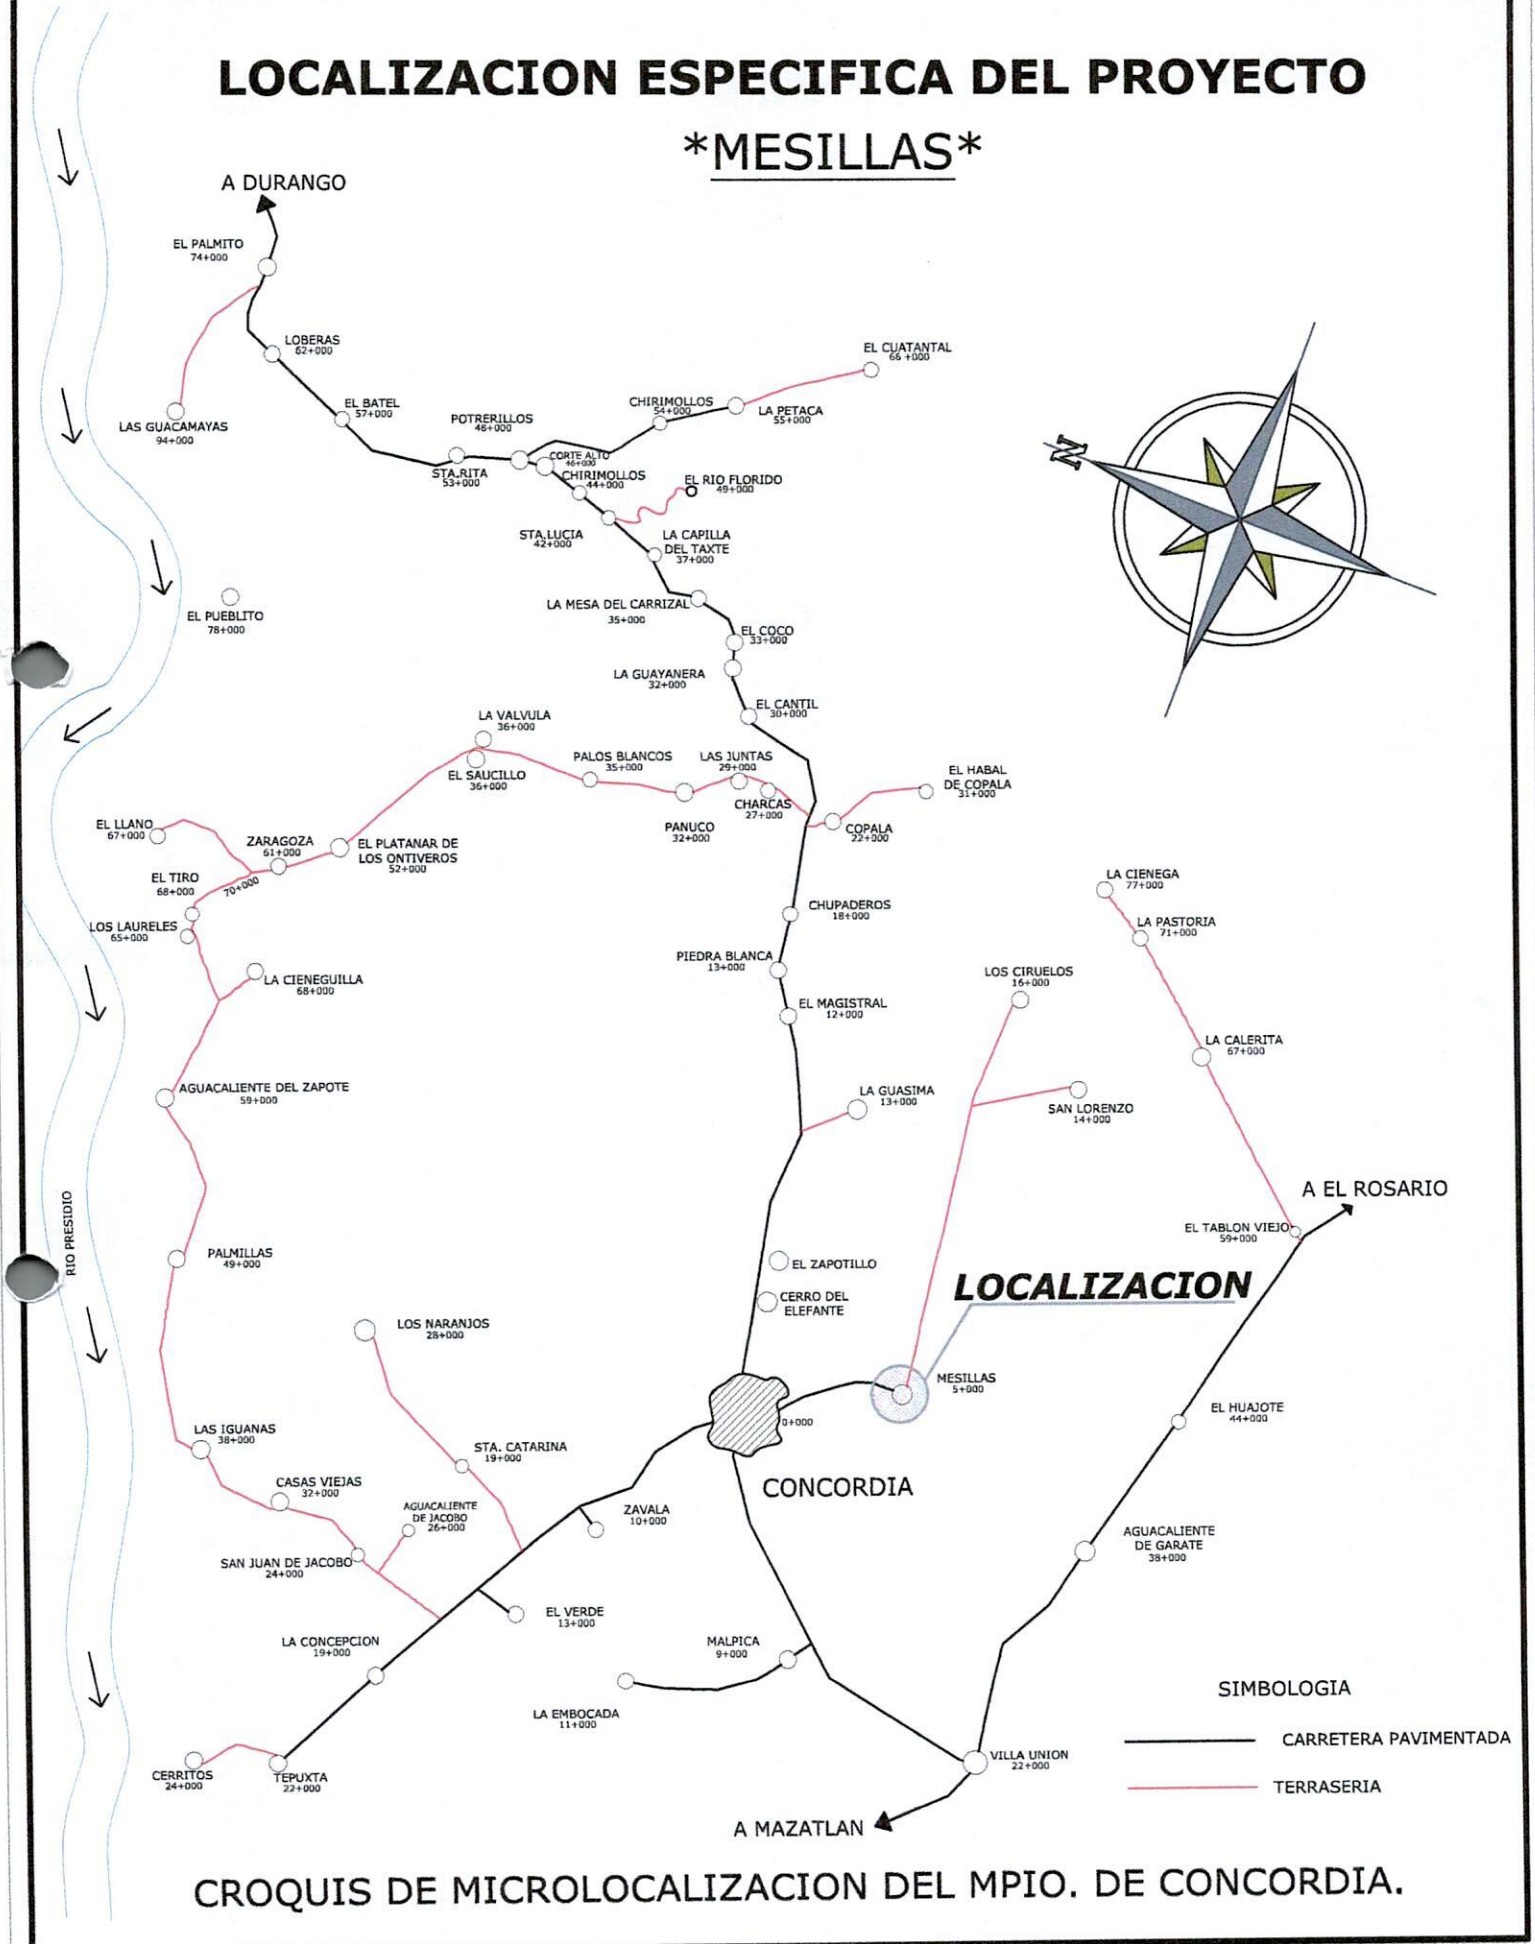 LOCALIZACION ESPECIFICA DEL PROYECTO
*MESILLAS*
A DURANGO
EL PALMITO
74+000
LOBERAS
62+000
EL CUATANTAL
66 +000
EL BATEL
57+000
LAS GUACAMAYAS
94+000
POTRERILLOS
46+000
CHIRIMOLLOS
54+000
LA PETACA
55+000
N
STA.RITA
53+000
CORTE ALTO
46+000
CHIRIMOLLOS
44+000
EL RIO FLORIDO
49+000
STA.LUCIA
42+000
LA CAPILLA
DEL TAXTE
37+000
LA MESA DEL CARRIZAL
35+000
EL PUEBLITO
78+000
EL COCO
33+000
LA GUAYANERA
32+000
EL CANTIL
30+000
LA VALVULA
36+000
EL SAUCILLO
36+000
PALOS BLANCOS
35+000
LAS JUNTAS
29+000
CHARCAS
27+000
EL HABAL
DE COPALA
31+000
PANUCO
32+000
COPALA
22+000
EL LLANO
67+000
ZARAGOZA
61+000
EL PLATANAR DE
LOS ONTIVEROS
52+000
EL TIRO
68+000
70+000
LOS LAURELES
65+000
LA CIENEGUILLA
68+000
CHUPADEROS
18+000
LA CIENEGA
77+000
LA PASTORIA
71+000
PIEDRA BLANCA
13+000
EL MAGISTRAL
12+000
LOS CIRUELOS
16+000
LA CALERITA
67+000
AGUACALIENTE DEL ZAPOTE
59+000
LA GUASIMA
13+000
SAN LORENZO
14+000
RIO PRESIDIO
A EL ROSARIO
EL TABLON VIEJO
59+000
PALMILLAS
49+000
EL ZAPOTILLO
CERRO DEL
ELEFANTE
LOCALIZACION
LOS NARANJOS
28+000
MESILLAS
5+000
0+000
EL HUAJOTE
44+000
LAS IGUANAS
38+000
STA. CATARINA
19+000
CASAS VIEJAS
32+000
CONCORDIA
AGUACALIENTE
DE JACOBO
26+000
ZAVALA
10+000
AGUACALIENTE
DE GARATE
38+000
SAN JUAN DE JACOBO
24+000
EL VERDE
13+000
LA CONCEPCION
19+000
MALPICA
9+000
LA EMBOCADA
11+000
SIMBOLOGIA
CARRETERA PAVIMENTADA
TERRASERIA
VILLA UNION
22+000
CERRITOS
24+000
TEPUXTA
22+000
A MAZATLAN
CROQUIS DE MICROLOCALIZACION DEL MPIO. DE CONCORDIA.